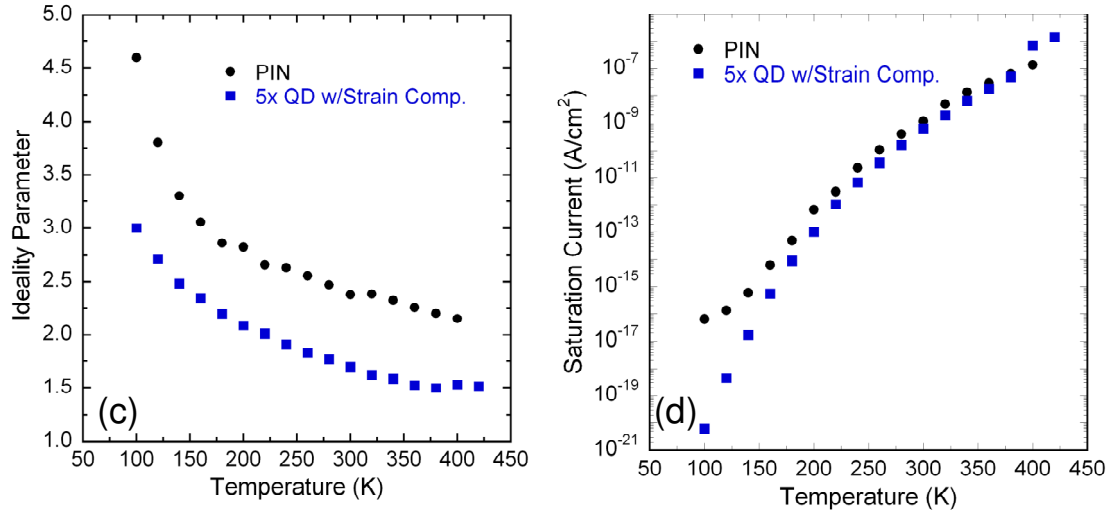 5.0
4.5
4.0
3.5
3.0
2.5
2.0
1.5
1.0
Ideality Parameter
PIN
5x QD w/Strain Comp.
(c)
50 100 150 200 250 300 350 400 450
Temperature (K)
10⁻⁷
10⁻⁹
10⁻¹¹
10⁻¹³
10⁻¹⁵
10⁻¹⁷
10⁻¹⁹
10⁻²¹
Saturation Current (A/cm²)
PIN
5x QD w/Strain Comp.
(d)
50 100 150 200 250 300 350 400 450
Temperature (K)